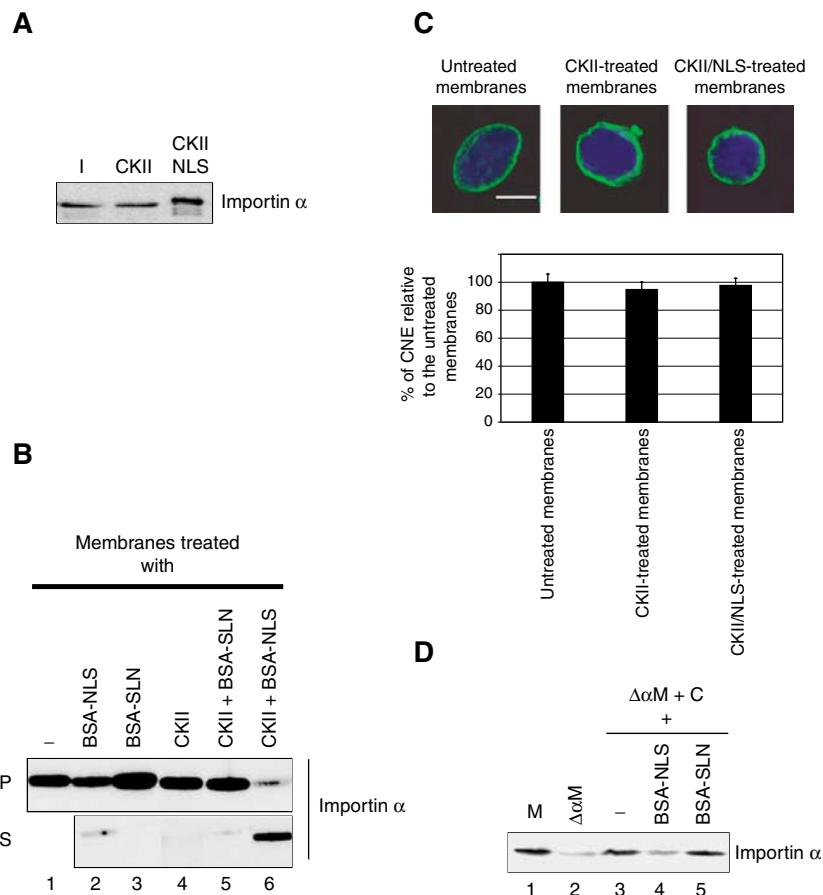 A
I
CKII
CKII
NLS
Importin α
B
Membranes treated
with
–
BSA-NLS
BSA-SLN
CKII
CKII + BSA-SLN
CKII + BSA-NLS
P
S
Importin α
1 2 3 4 5 6
C
Untreated
membranes
CKII-treated
membranes
CKII/NLS-treated
membranes
% of CNE relative
to the untreated
membranes
100
80
60
40
20
0
Untreated membranes
CKII-treated membranes
CKII/NLS-treated membranes
D
ΔαM + C
+
M
ΔαM
–
BSA-NLS
BSA-SLN
Importin α
1 2 3 4 5